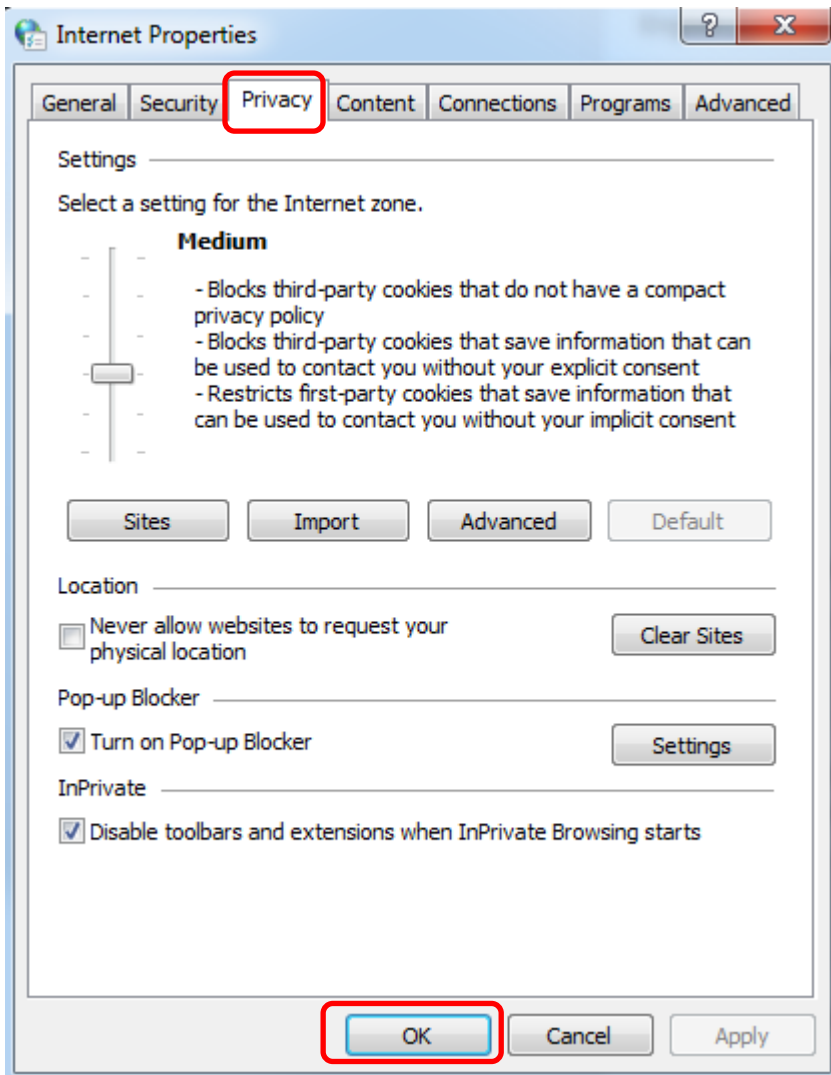 Internet Properties
?
X
General Security Privacy Content Connections Programs Advanced
Settings
Select a setting for the Internet zone.
Medium
- Blocks third-party cookies that do not have a compact
privacy policy
- Blocks third-party cookies that save information that can
be used to contact you without your explicit consent
- Restricts first-party cookies that save information that
can be used to contact you without your implicit consent
Sites Import Advanced Default
Location
Never allow websites to request your
physical location
Clear Sites
Pop-up Blocker
Turn on Pop-up Blocker
Settings
InPrivate
Disable toolbars and extensions when InPrivate Browsing starts
OK Cancel Apply